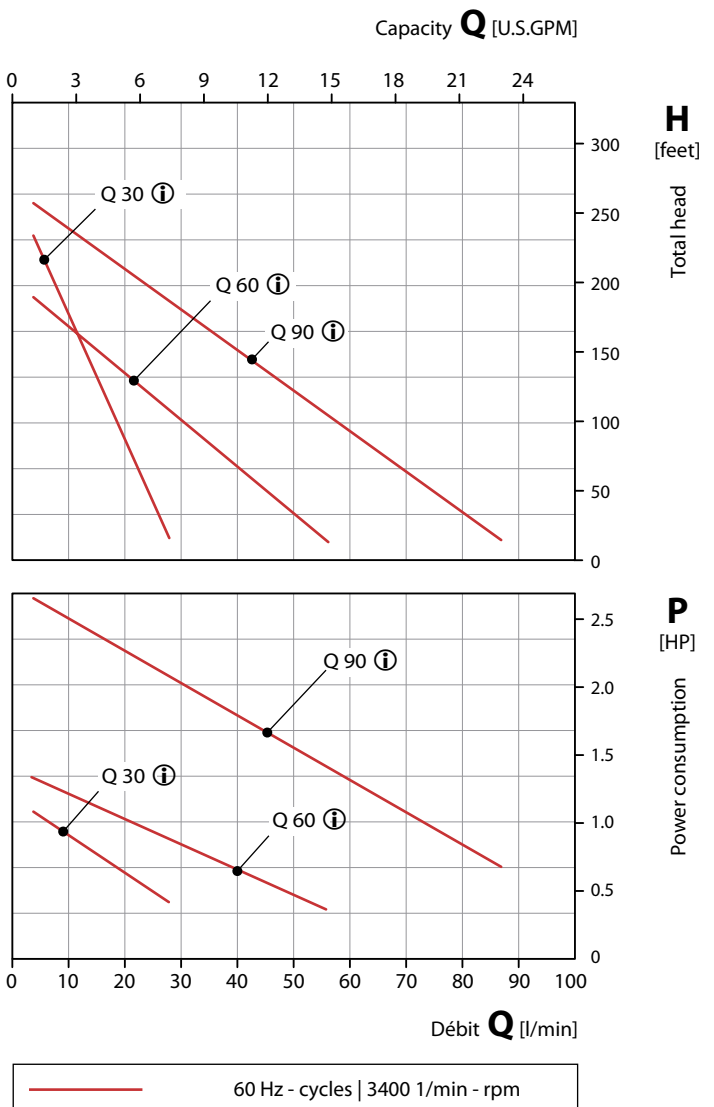 Capacity Q [U.S.GPM]
0 3 6 9 12 15 18 21 24
H
[feet]
Total head
300
250
200
150
100
50
0
Q 30 i
Q 60 i
Q 90 i
P
[HP]
Power consumption
2.5
2.0
1.5
1.0
0.5
0
Q 90 i
Q 30 i
Q 60 i
0 10 20 30 40 50 60 70 80 90 100
Débit Q [l/min]
60 Hz - cycles | 3400 1/min - rpm